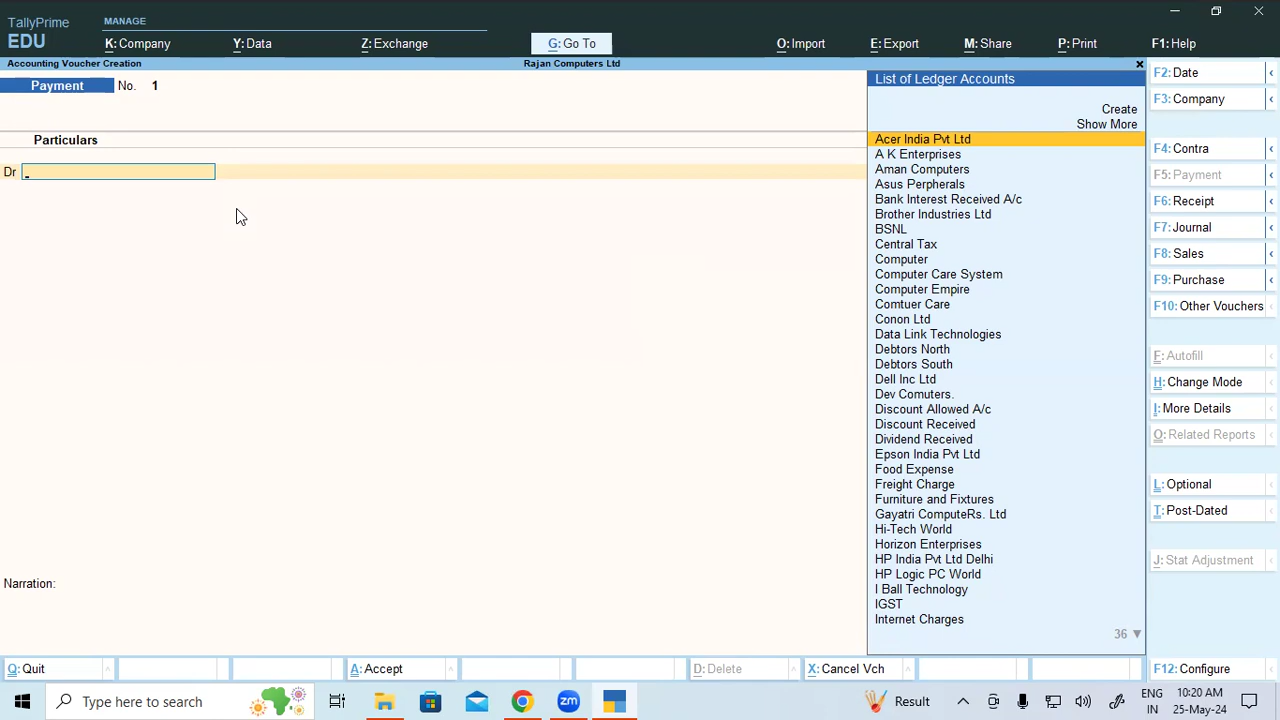 TallyPrime
EDU
MANAGE
K: Company
Y: Data
Z: Exchange
G: Go To
O: Import
E: Export
M: Share
P: Print
F1: Help
Accounting Voucher Creation
Rajan Computers Ltd
Payment No. 1
Particulars
Dr
Narration:
List of Ledger Accounts
Create
Show More
Acer India Pvt Ltd
A K Enterprises
Aman Computers
Asus Perpherals
Bank Interest Received A/c
Brother Industries Ltd
BSNL
Central Tax
Computer
Computer Care System
Computer Empire
Comtuer Care
Conon Ltd
Data Link Technologies
Debtors North
Debtors South
Dell Inc Ltd
Dev Comuters.
Discount Allowed A/c
Discount Received
Dividend Received
Epson India Pvt Ltd
Food Expense
Freight Charge
Furniture and Fixtures
Gayatri ComputeRs. Ltd
Hi-Tech World
Horizon Enterprises
HP India Pvt Ltd Delhi
HP Logic PC World
I Ball Technology
IGST
Internet Charges
36 ▼
F2: Date
F3: Company
F4: Contra
F5: Payment
F6: Receipt
F7: Journal
F8: Sales
F9: Purchase
F10: Other Vouchers
F: Autofill
H: Change Mode
I: More Details
O: Related Reports
L: Optional
T: Post-Dated
J: Stat Adjustment
F12: Configure
Q: Quit
A: Accept
D: Delete
X: Cancel Vch
Type here to search
zm
Result
ENG
IN
10:20 AM
25-May-24